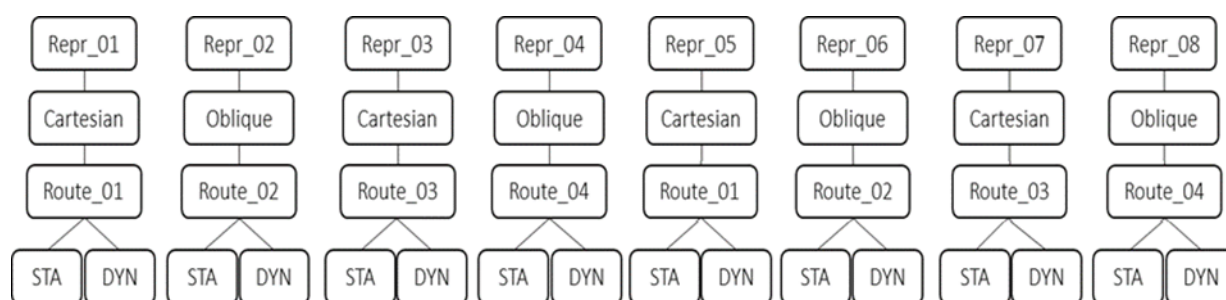 Repr_01 Repr_02 Repr_03 Repr_04 Repr_05 Repr_06 Repr_07 Repr_08
Cartesian Oblique Cartesian Oblique Cartesian Oblique Cartesian Oblique
Route_01 Route_02 Route_03 Route_04 Route_01 Route_02 Route_03 Route_04
STA DYN STA DYN STA DYN STA DYN STA DYN STA DYN STA DYN STA DYN